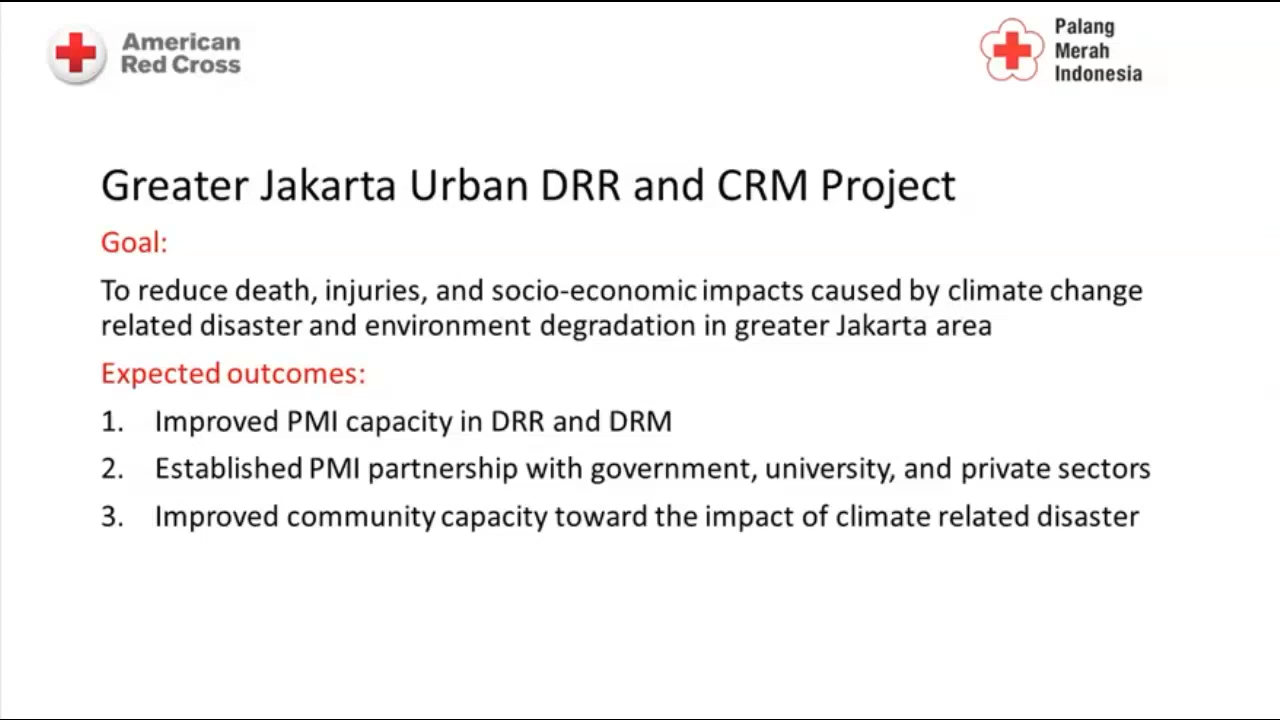 American
Red Cross
Palang
Merah
Indonesia
Greater Jakarta Urban DRR and CRM Project
Goal:
To reduce death, injuries, and socio-economic impacts caused by climate change
related disaster and environment degradation in greater Jakarta area
Expected outcomes:
1. Improved PMI capacity in DRR and DRM
2. Established PMI partnership with government, university, and private sectors
3. Improved community capacity toward the impact of climate related disaster